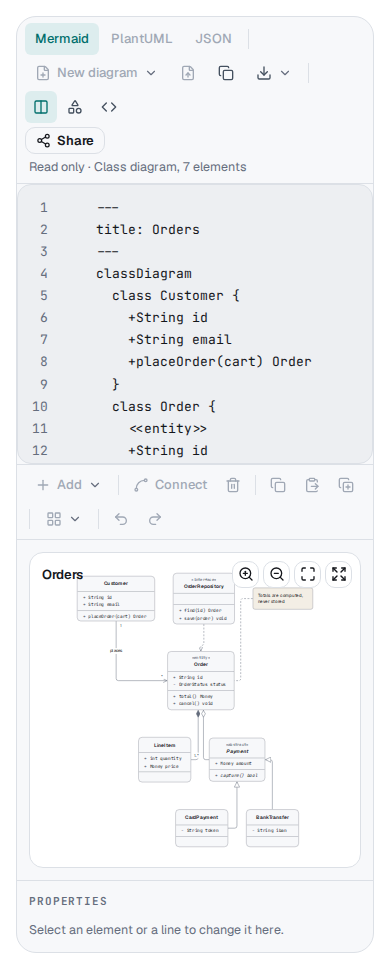 Mermaid PlantUML JSON
New diagram
Share
Read only · Class diagram, 7 elements
1 ---
2 title: Orders
3 ---
4 classDiagram
5 class Customer {
6 +String id
7 +String email
8 +placeOrder(cart) Order
9 }
10 class Order {
11 <<entity>>
12 +String id
Add Connect
Orders
Customer
+ String id
+ String email
+ placeOrder(cart) Order
OrderRepository
+ find(id) Order
+ save(order) void
Totals are computed,
never stored
places
Order
+ String id
- OrderStatus status
+ total() Money
+ cancel() void
LineItem
+ int quantity
+ Money price
Payment
+ Money amount
+ capture() bool
CardPayment
- String token
BankTransfer
- String iban
PROPERTIES
Select an element or a line to change it here.